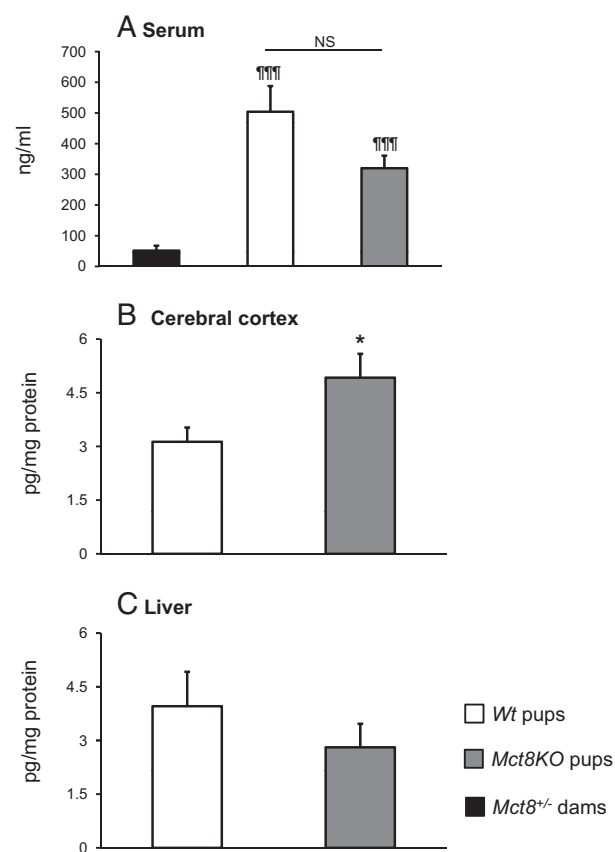 A Serum
NS
700
600
500
400
300
200
100
0
ng/ml
¶¶¶
¶¶¶
B Cerebral cortex
6
4.5
3
1.5
0
pg/mg protein
*
C Liver
6
4.5
3
1.5
0
pg/mg protein
Wt pups
Mct8KO pups
Mct8+/- dams